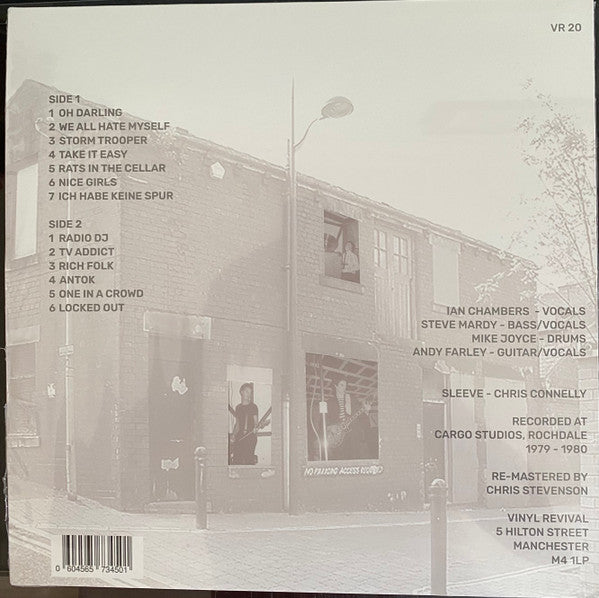 VR 20
SIDE 1
1 OH DARLING
2 WE ALL HATE MYSELF
3 STORM TROOPER
4 TAKE IT EASY
5 RATS IN THE CELLAR
6 NICE GIRLS
7 ICH HABE KEINE SPUR
SIDE 2
1 RADIO DJ
2 TV ADDICT
3 RICH FOLK
4 ANTOK
5 ONE IN A CROWD
6 LOCKED OUT
IAN CHAMBERS - VOCALS
STEVE MARDY - BASS/VOCALS
MIKE JOYCE - DRUMS
ANDY FARLEY - GUITAR/VOCALS
SLEEVE - CHRIS CONNELLY
RECORDED AT
CARGO STUDIOS, ROCHDALE
1979 - 1980
RE-MASTERED BY
CHRIS STEVENSON
VINYL REVIVAL
5 HILTON STREET
MANCHESTER
M4 1LP
NO PARKING ACCESS REQUIRED
0 604565 734501